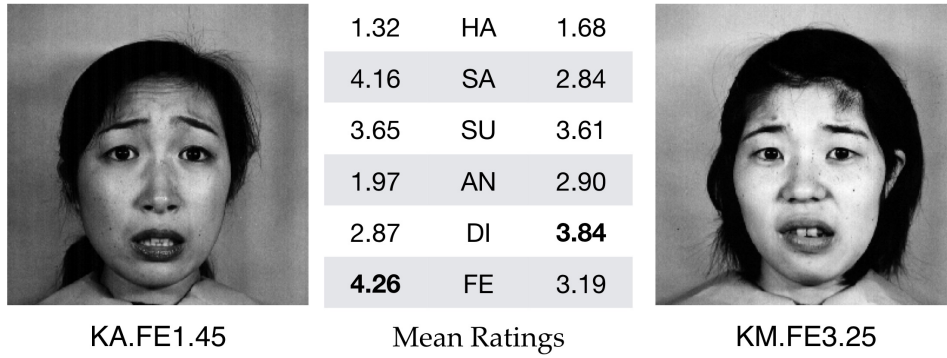 1.32 HA 1.68
4.16 SA 2.84
3.65 SU 3.61
1.97 AN 2.90
2.87 DI 3.84
4.26 FE 3.19
KA.FE1.45 Mean Ratings KM.FE3.25